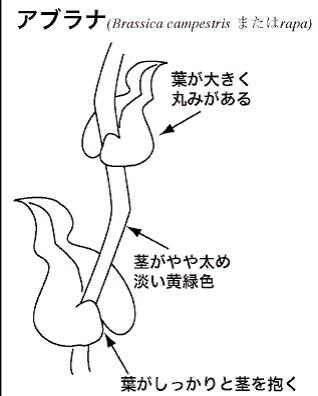 アブラナ(Brassica campestris またはrapa)
葉が大きく
丸みがある
茎がやや太め
淡い黄緑色
葉がしっかりと茎を抱く